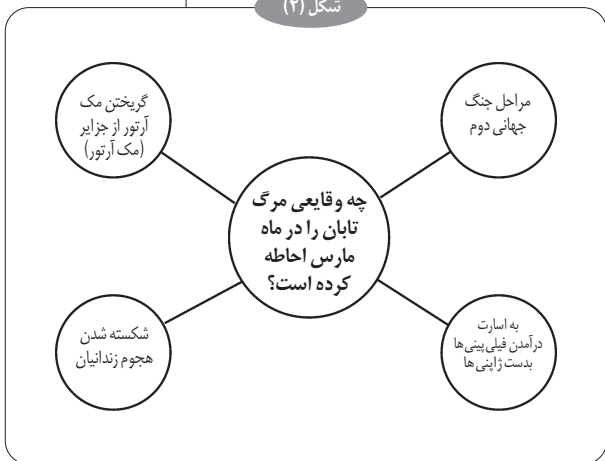 شکل (۲)
مراحل جنگ
جهانی دوم
گریختن مک
آرتور از جزایر
(مک آرتور)
چه وقایعی مرگ
تابان را در ماه
مارس احاطه
کرده است؟
به اسارت
درآمدن فیلی‌پینی‌ها
بدست ژاپنی‌ها
شکسته شدن
هجوم زندانیان